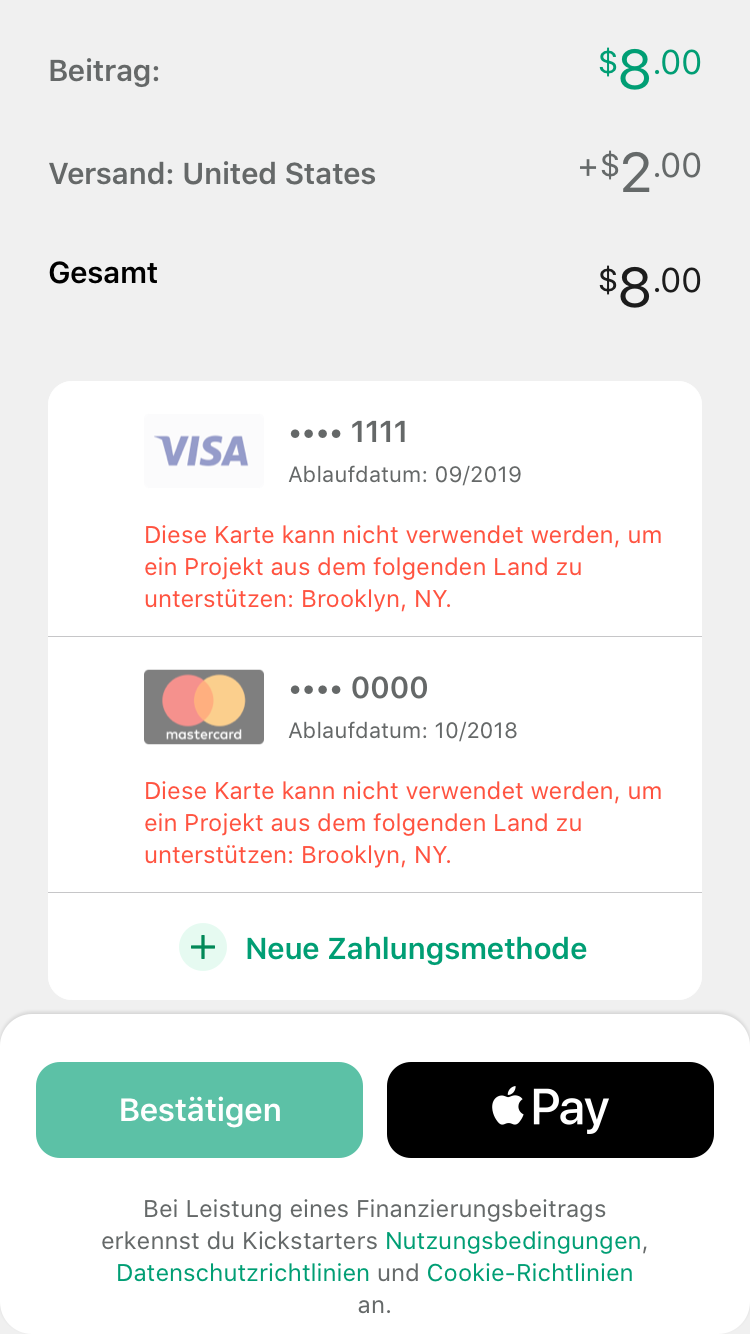 Beitrag:
$8.00
Versand: United States
+$2.00
Gesamt
$8.00
VISA
•••• 1111
Ablaufdatum: 09/2019
Diese Karte kann nicht verwendet werden, um
ein Projekt aus dem folgenden Land zu
unterstützen: Brooklyn, NY.
mastercard
•••• 0000
Ablaufdatum: 10/2018
Diese Karte kann nicht verwendet werden, um
ein Projekt aus dem folgenden Land zu
unterstützen: Brooklyn, NY.
+ Neue Zahlungsmethode
Bestätigen
Pay
Bei Leistung eines Finanzierungsbeitrags
erkennst du Kickstarters Nutzungsbedingungen,
Datenschutzrichtlinien und Cookie-Richtlinien
an.